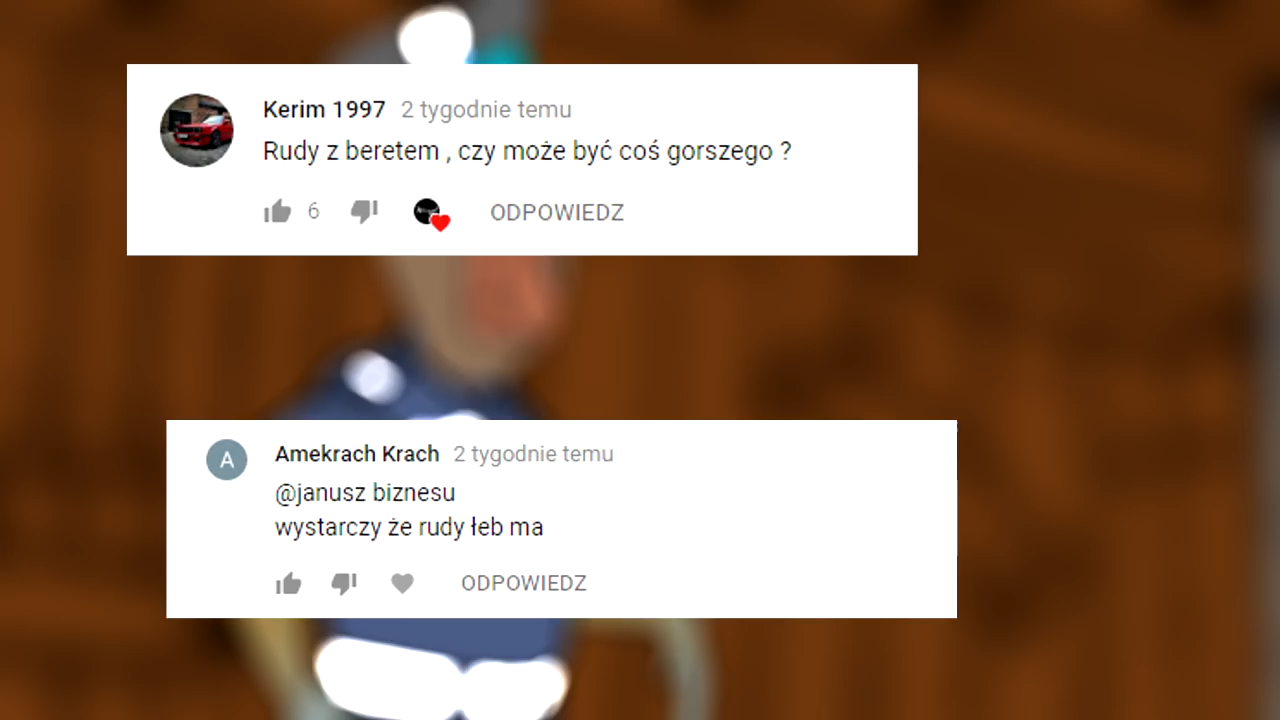 Kerim 1997 2 tygodnie temu
Rudy z beretem , czy może być coś gorszego ?
6 ODPOWIEDZ
A Amekrach Krach 2 tygodnie temu
@janusz biznesu
wystarczy że rudy łeb ma
ODPOWIEDZ